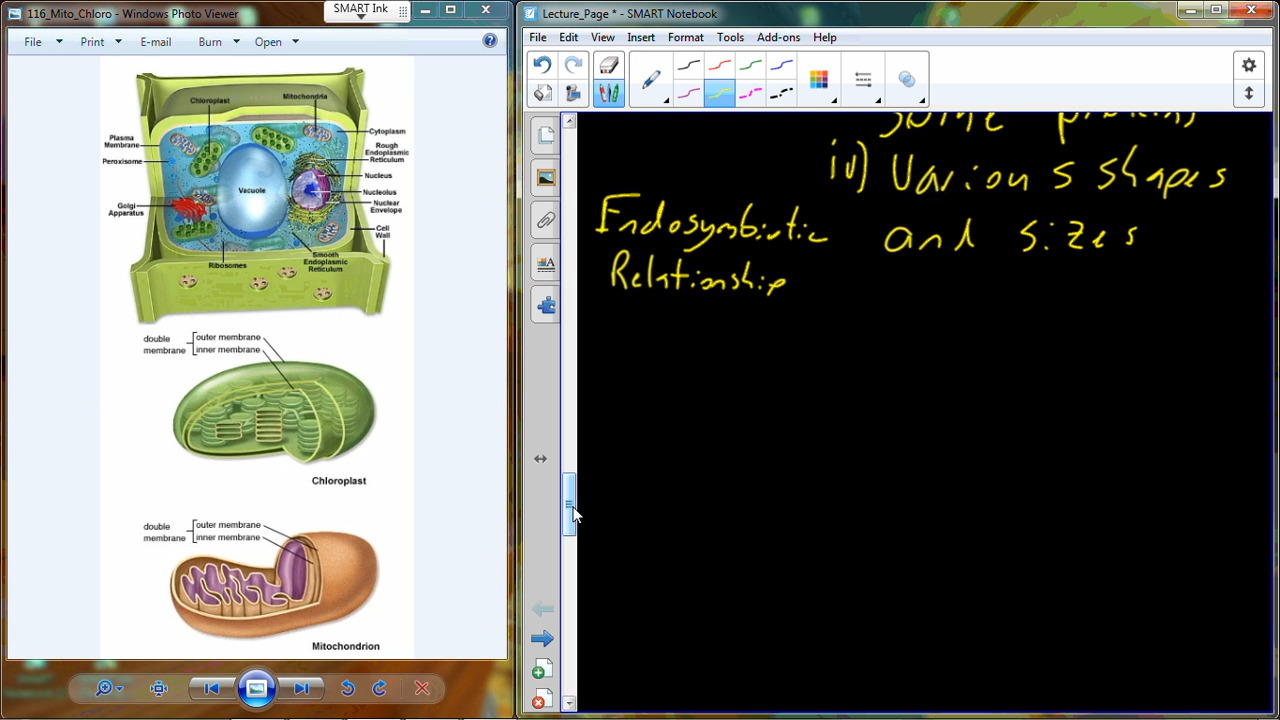 116_Mito_Chloro - Windows Photo Viewer
SMART Ink
File Print E-mail Burn Open
Chloroplast
Mitochondria
Plasma
Membrane
Peroxisome
Golgi
Apparatus
Ribosomes
Vacuole
Cytoplasm
Rough
Endoplasmic
Reticulum
Nucleus
Nucleolus
Nuclear
Envelope
Cell
Wall
Smooth
Endoplasmic
Reticulum
double
membrane
outer membrane
inner membrane
Chloroplast
double
membrane
outer membrane
inner membrane
Mitochondrion
Lecture_Page * - SMART Notebook
File Edit View Insert Format Tools Add-ons Help
some proteins
iv) Various shapes
and sizes
Endosymbiotic
Relationship